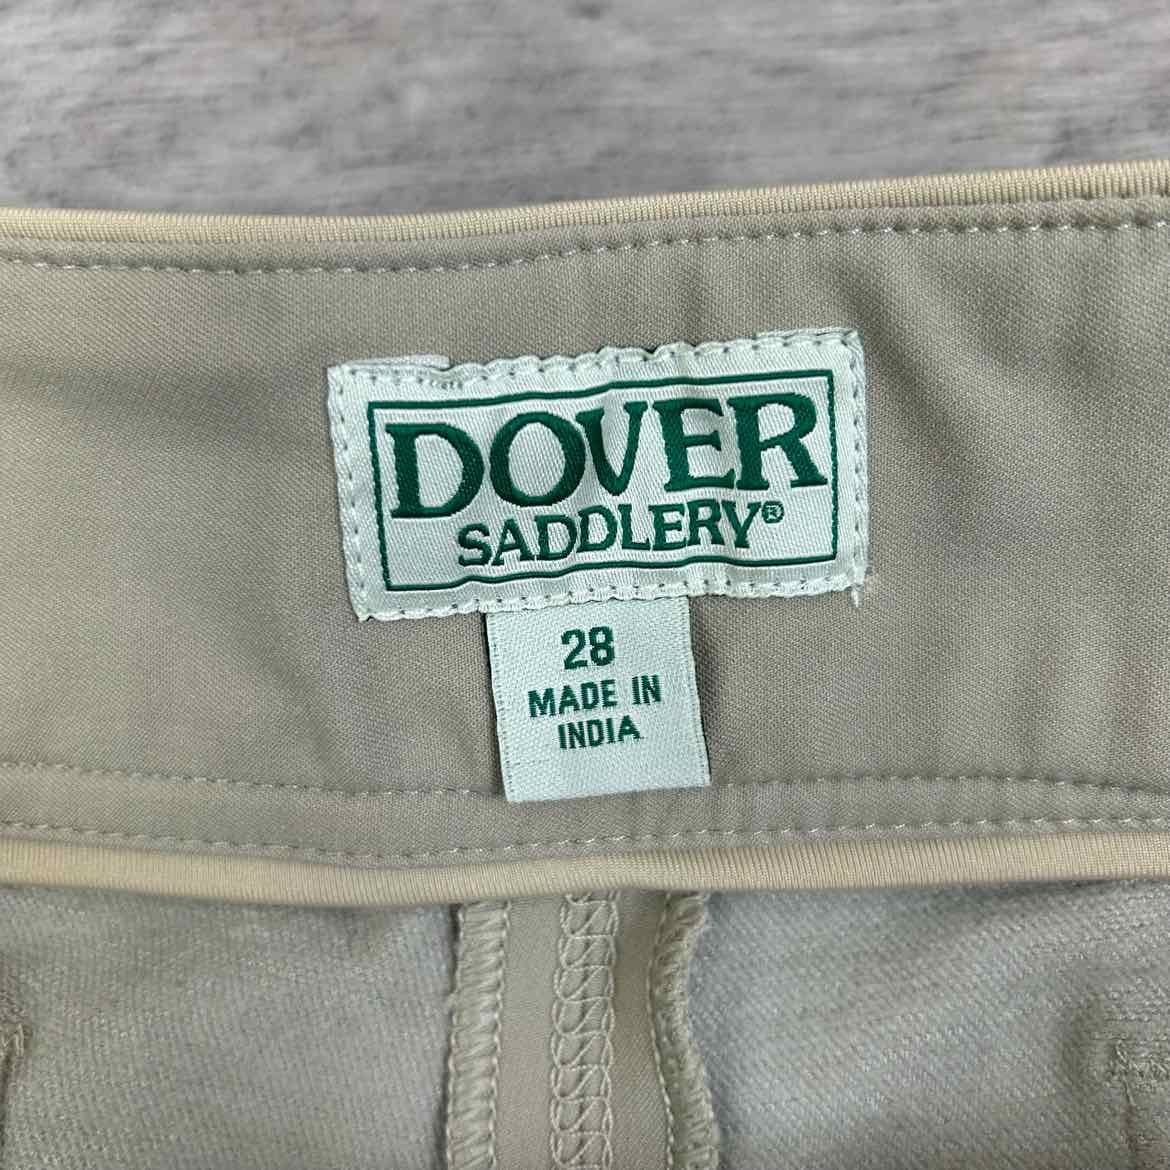 DOVER
SADDLERY®
28
MADE IN
INDIA